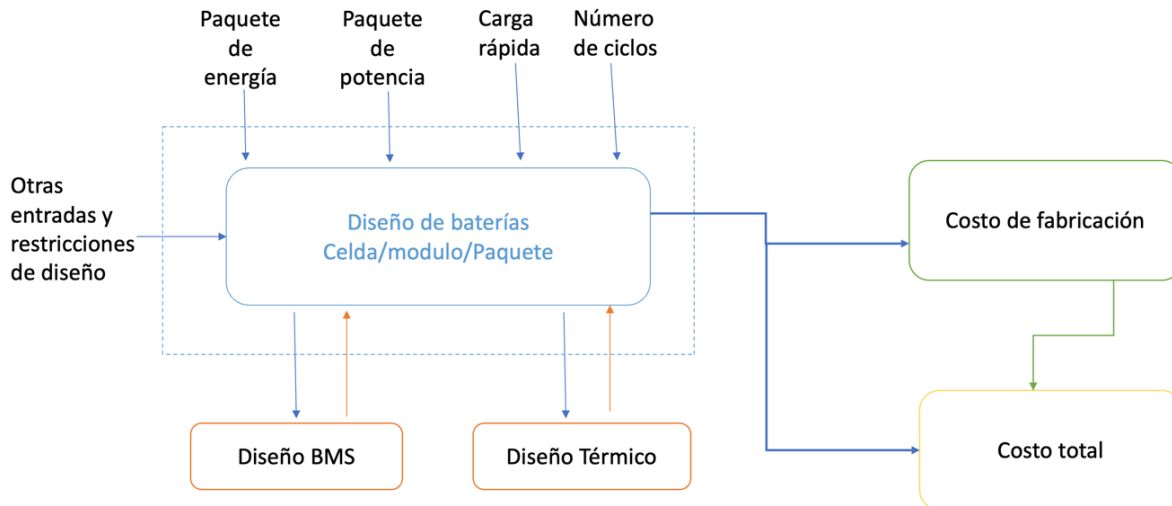 Paquete
de
energía
Paquete
de
potencia
Carga
rápida
Número
de ciclos
Otras
entradas y
restricciones
de diseño
Diseño de baterías
Celda/modulo/Paquete
Costo de fabricación
Diseño BMS
Diseño Térmico
Costo total